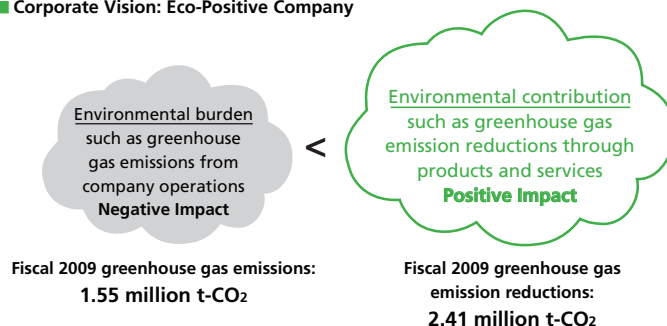 Corporate Vision: Eco-Positive Company
Environmental burden
such as greenhouse
gas emissions from
company operations
Negative Impact
<
Environmental contribution
such as greenhouse gas
emission reductions through
products and services
Positive Impact
Fiscal 2009 greenhouse gas emissions:
1.55 million t-CO2
Fiscal 2009 greenhouse gas
emission reductions:
2.41 million t-CO2